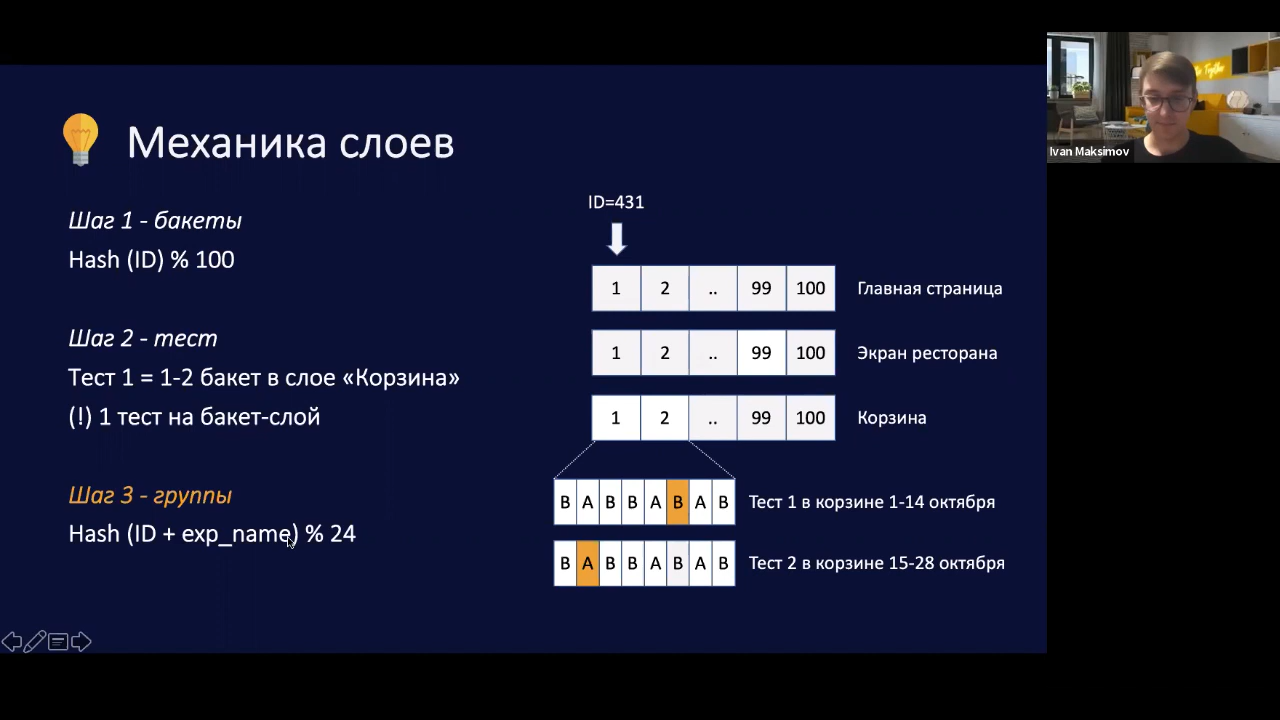 Механика слоев
Шаг 1 - бакеты
Hash (ID) % 100
Шаг 2 - тест
Тест 1 = 1-2 бакет в слое «Корзина»
(!) 1 тест на бакет-слой
Шаг 3 - группы
Hash (ID + exp_name) % 24
ID=431
1 2 .. 99 100 Главная страница
1 2 .. 99 100 Экран ресторана
1 2 .. 99 100 Корзина
B A B B A B A B Тест 1 в корзине 1-14 октября
B A B B A B A B Тест 2 в корзине 15-28 октября
Ivan Maksimov